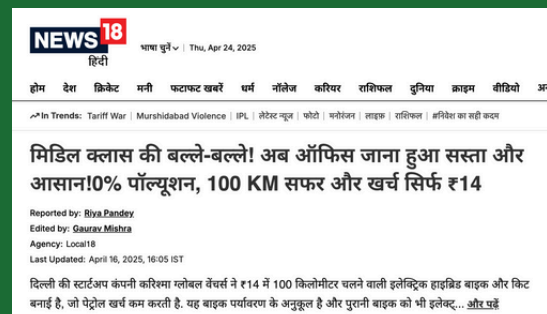 NEWS 18
हिंदी
भाषा चुनें | Thu, Apr 24, 2025
होम देश क्रिकेट मनी फटाफट खबरें धर्म नॉलेज करियर राशिफल दुनिया क्राइम वीडियो
In Trends: Tariff War | Murshidabad Violence | IPL | लेटेस्ट न्यूज | फोटो | मनोरंजन | लाइफ़ | राशिफल | #निवेश का सही कदम
मिडिल क्लास की बल्ले-बल्ले! अब ऑफिस जाना हुआ सस्ता और
आसान!0% पॉल्यूशन, 100 KM सफर और खर्च सिर्फ ₹14
Reported by: Riya Pandey
Edited by: Gaurav Mishra
Agency: Local18
Last Updated: April 16, 2025, 16:05 IST
दिल्ली की स्टार्टअप कंपनी करिश्मा ग्लोबल वेंचर्स ने ₹14 में 100 किलोमीटर चलने वाली इलेक्ट्रिक हाइब्रिड बाइक और किट
बनाई है, जो पेट्रोल खर्च कम करती है. यह बाइक पर्यावरण के अनुकूल है और पुरानी बाइक को भी इलेक्ट्... और पढ़ें